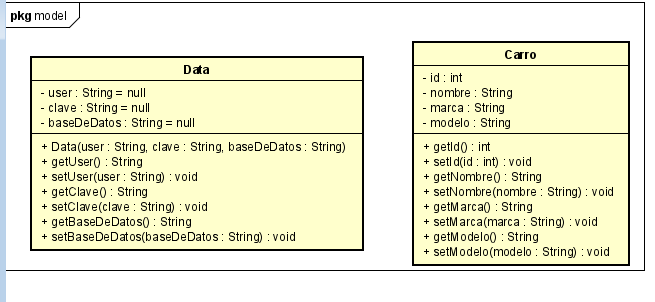 pkg model
Data
- user : String = null
- clave : String = null
- baseDeDatos : String = null
+ Data(user : String, clave : String, baseDeDatos : String)
+ getUser() : String
+ setUser(user : String) : void
+ getClave() : String
+ setClave(clave : String) : void
+ getBaseDeDatos() : String
+ setBaseDeDatos(baseDeDatos : String) : void
Carro
- id : int
- nombre : String
- marca : String
- modelo : String
+ getId() : int
+ setId(id : int) : void
+ getNombre() : String
+ setNombre(nombre : String) : void
+ getMarca() : String
+ setMarca(marca : String) : void
+ getModelo() : String
+ setModelo(modelo : String) : void